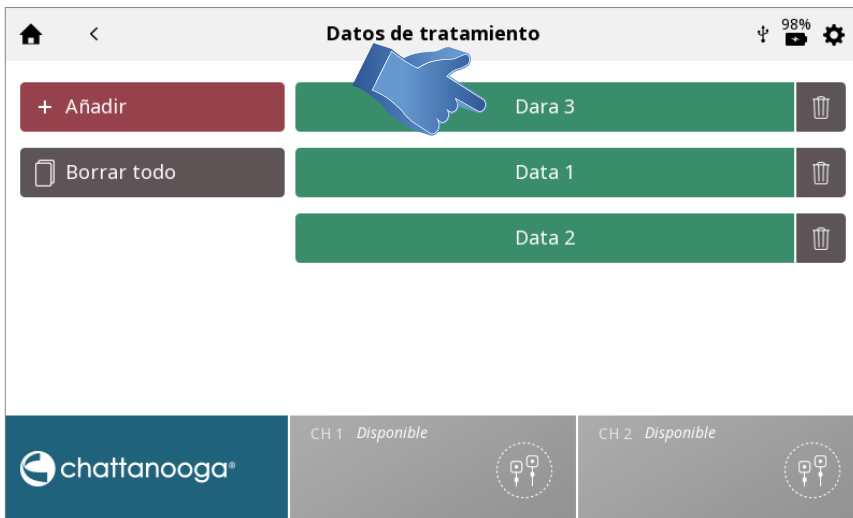 Datos de tratamiento
98%
+ Añadir
Dara 3
Borrar todo
Data 1
Data 2
CH 1 Disponible
CH 2 Disponible
chattanooga®